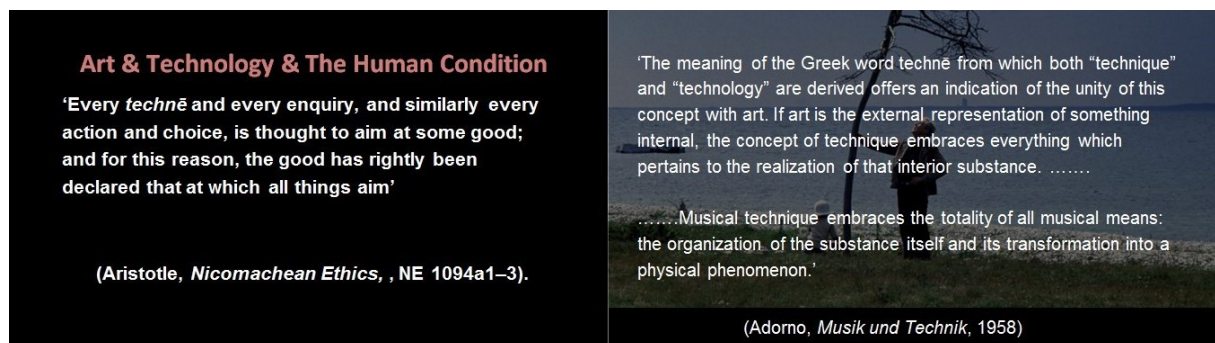 Art & Technology & The Human Condition
‘Every technē and every enquiry, and similarly every
action and choice, is thought to aim at some good;
and for this reason, the good has rightly been
declared that at which all things aim’
(Aristotle, Nicomachean Ethics, , NE 1094a1–3).
‘The meaning of the Greek word technē from which both “technique”
and “technology” are derived offers an indication of the unity of this
concept with art. If art is the external representation of something
internal, the concept of technique embraces everything which
pertains to the realization of that interior substance. …….
…….Musical technique embraces the totality of all musical means:
the organization of the substance itself and its transformation into a
physical phenomenon.’
(Adorno, Musik und Technik, 1958)